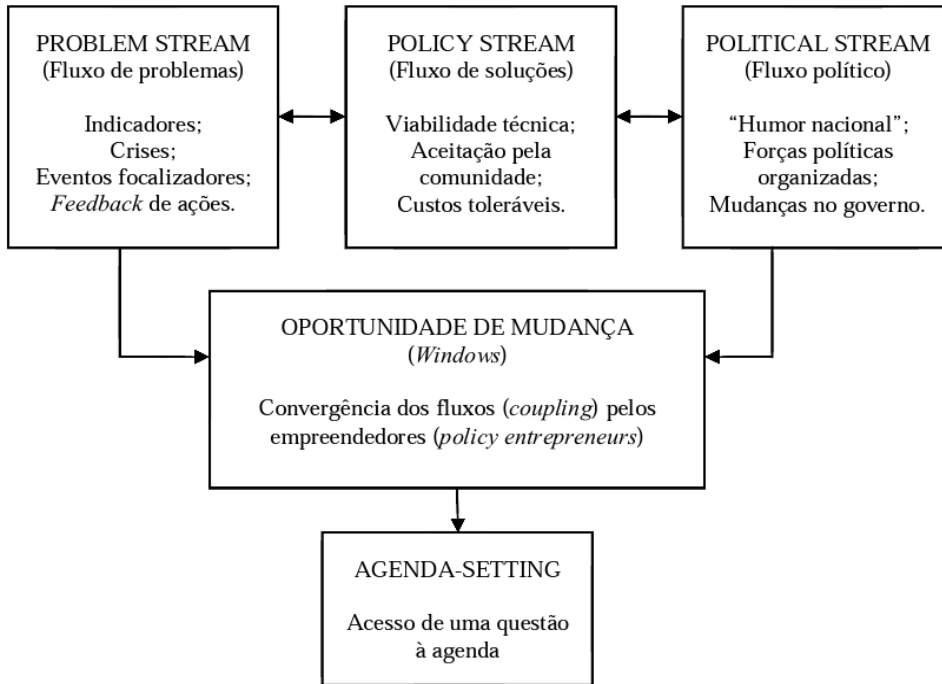 PROBLEM STREAM
(Fluxo de problemas)
Indicadores;
Crises;
Eventos focalizadores;
Feedback de ações.
POLICY STREAM
(Fluxo de soluções)
Viabilidade técnica;
Aceitação pela
comunidade;
Custos toleráveis.
POLITICAL STREAM
(Fluxo político)
“Humor nacional”;
Forças políticas
organizadas;
Mudanças no governo.
OPORTUNIDADE DE MUDANÇA
(Windows)
Convergência dos fluxos (coupling) pelos
empreendedores (policy entrepreneurs)
AGENDA-SETTING
Acesso de uma questão
à agenda